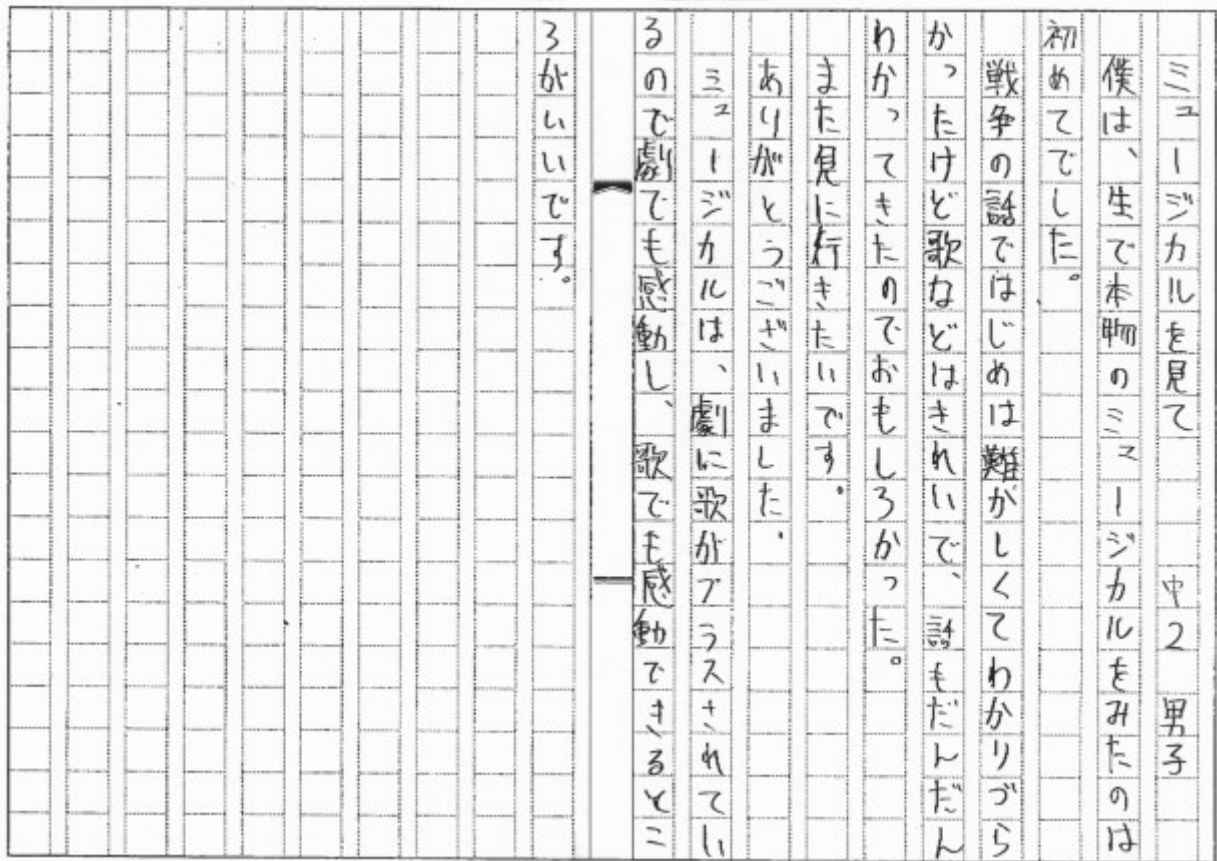 ミュージカルを見て 中2 男子
僕は、生で本物のミュージカルをみたのは
初めてでした。
戦争の話ではじめは難がしくてわかりづら
かったけど歌などはきれいで、話もだんだん
わかってきたのでおもしろかった。
また見に行きたいです。
ありがとうございました。
ミュージカルは、劇に歌がプラスされてい
るので劇でも感動し、歌でも感動できるとこ
ろがいいです。